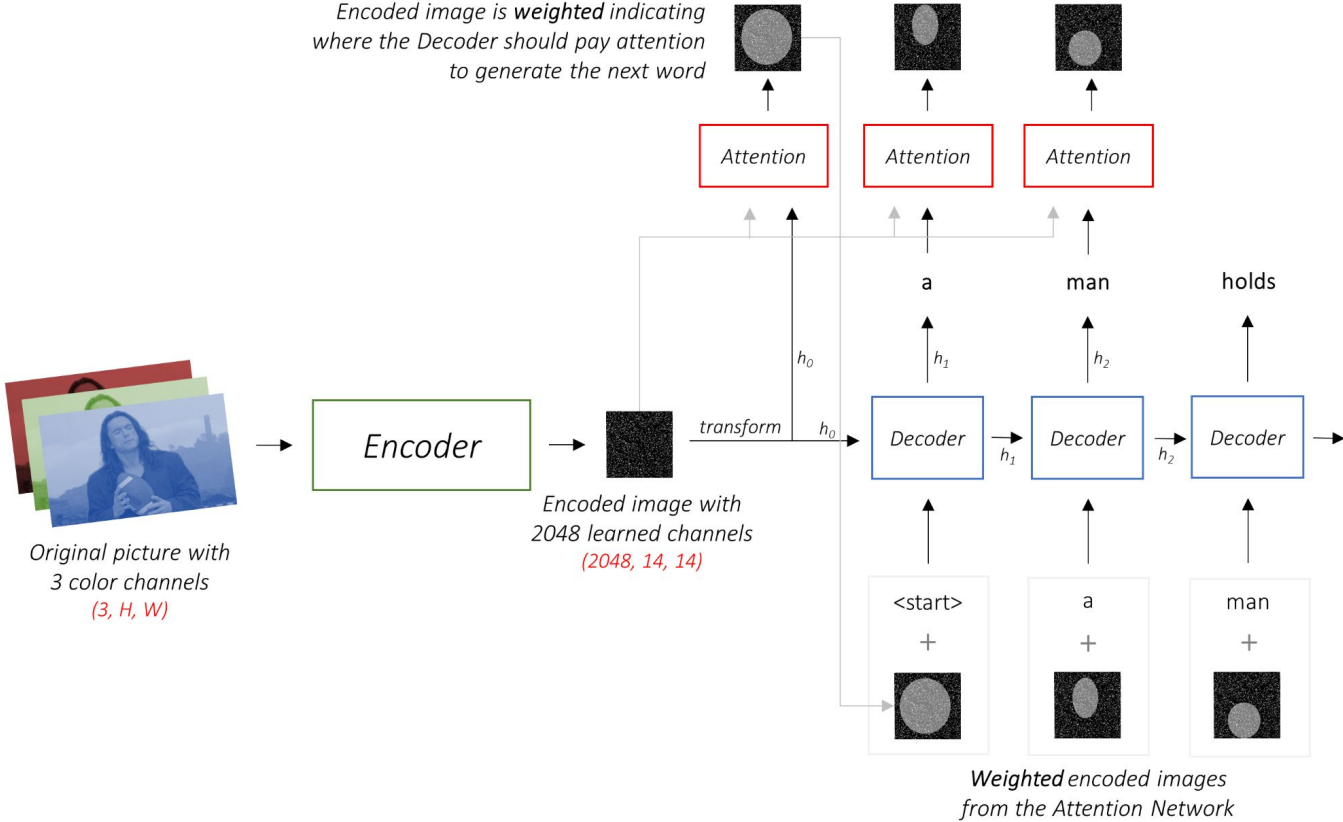 Encoded image is weighted indicating
where the Decoder should pay attention
to generate the next word
Attention
Attention
Attention
a
man
holds
h0
h1
h2
Encoder
transform
h0
Decoder
h1
Decoder
h2
Decoder
Original picture with
3 color channels
(3, H, W)
Encoded image with
2048 learned channels
(2048, 14, 14)
<start>
+
a
+
man
+
Weighted encoded images
from the Attention Network